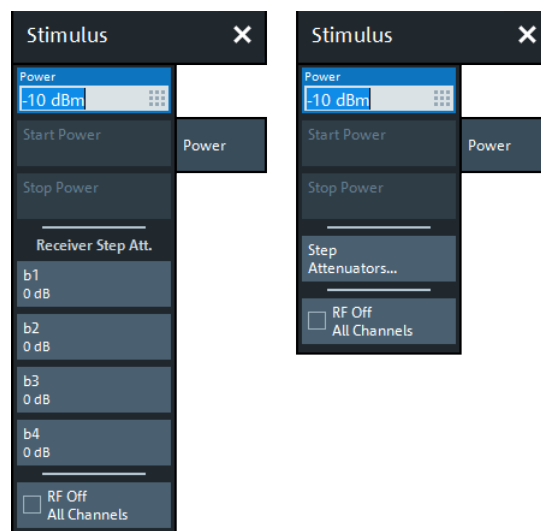 Stimulus
Power
-10 dBm
Start Power
Power
Stop Power
Receiver Step Att.
b1
0 dB
b2
0 dB
b3
0 dB
b4
0 dB
RF Off
All Channels
Stimulus
Power
-10 dBm
Start Power
Power
Stop Power
Step
Attenuators...
RF Off
All Channels